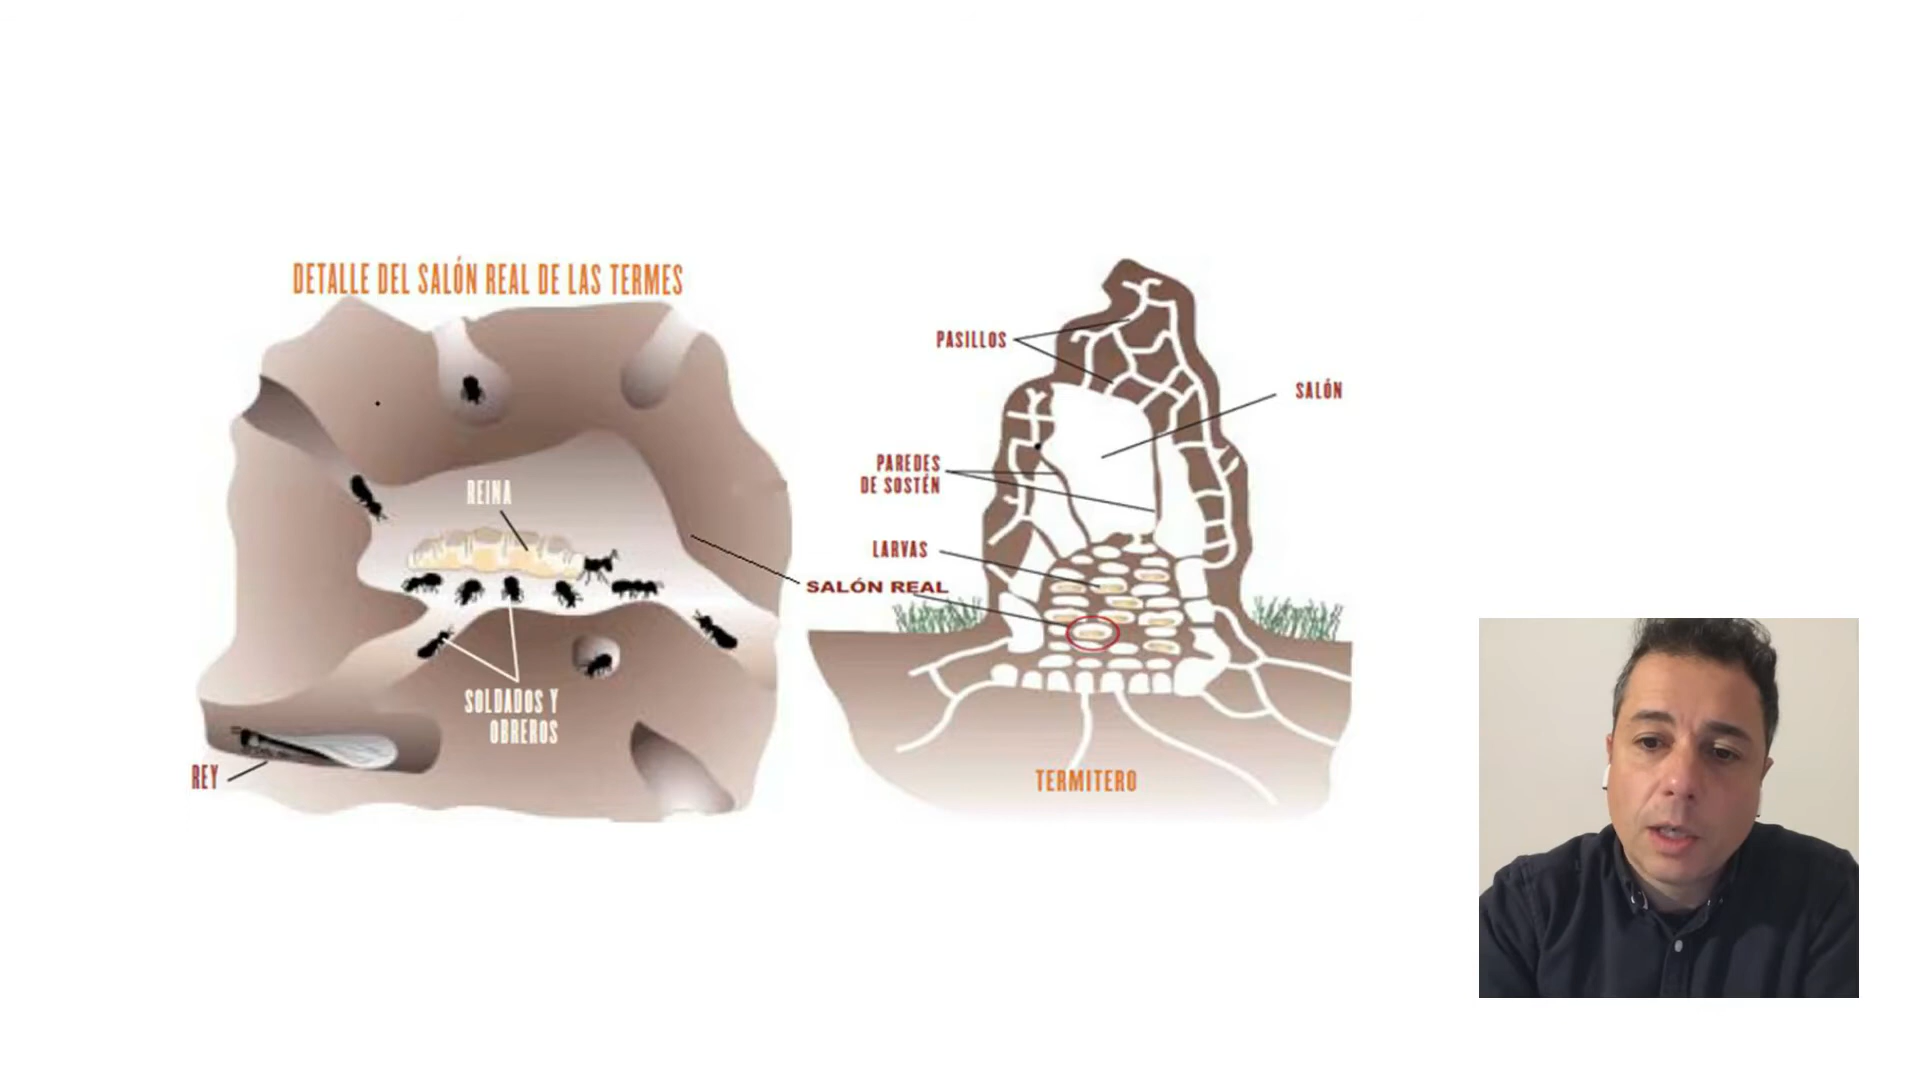 DETALLE DEL SALÓN REAL DE LAS TERMES
REINA
SOLDADOS Y
OBREROS
REY
PASILLOS
SALÓN
PAREDES
DE SOSTÉN
LARVAS
SALÓN REAL
TERMITERO